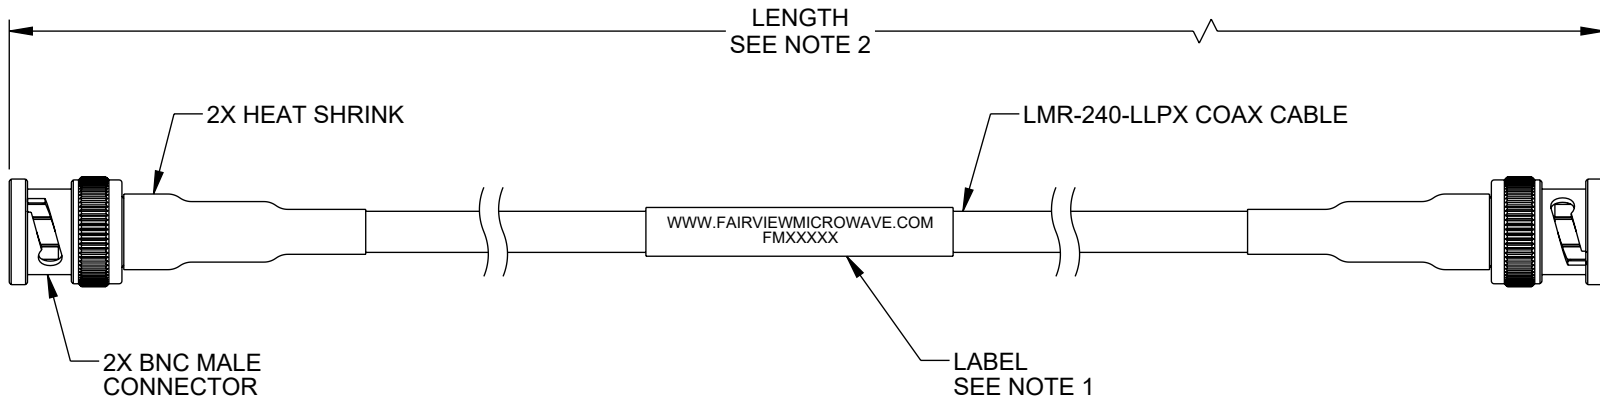 LENGTH
SEE NOTE 2
2X HEAT SHRINK
LMR-240-LLPX COAX CABLE
WWW.FAIRVIEWMICROWAVE.COM
FMXXXXX
2X BNC MALE
CONNECTOR
LABEL
SEE NOTE 1